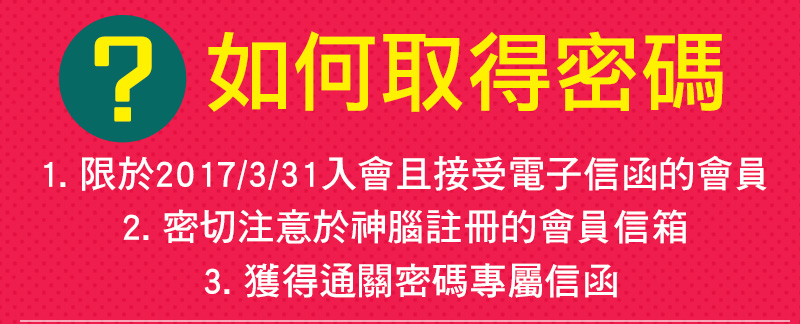 ?如何取得密碼
1. 限於2017/3/31入會且接受電子信函的會員
2. 密切注意於神腦註冊的會員信箱
3. 獲得通關密碼專屬信函